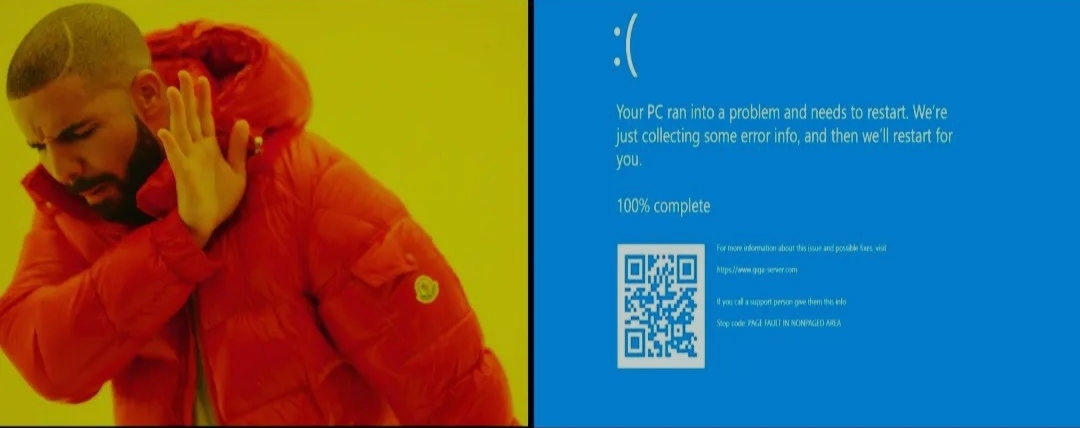 :(
Your PC ran into a problem and needs to restart. We're
just collecting some error info, and then we'll restart for
you.
100% complete
For more information about this issue and possible fixes, visit
https://www.giga-server.com
If you call a support person give them this info
Stop code: PAGE FAULT IN NONPAGED AREA